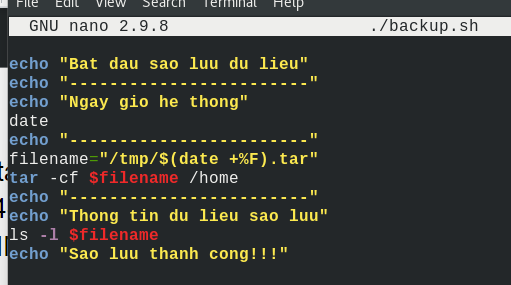 File Edit View Search Terminal Help
GNU nano 2.9.8 ./backup.sh
echo "Bat dau sao luu du lieu"
echo "------------------------"
echo "Ngay gio he thong"
date
echo "------------------------"
filename="/tmp/$(date +%F).tar"
tar -cf $filename /home
echo "------------------------"
echo "Thong tin du lieu sao luu"
ls -l $filename
echo "Sao luu thanh cong!!!"